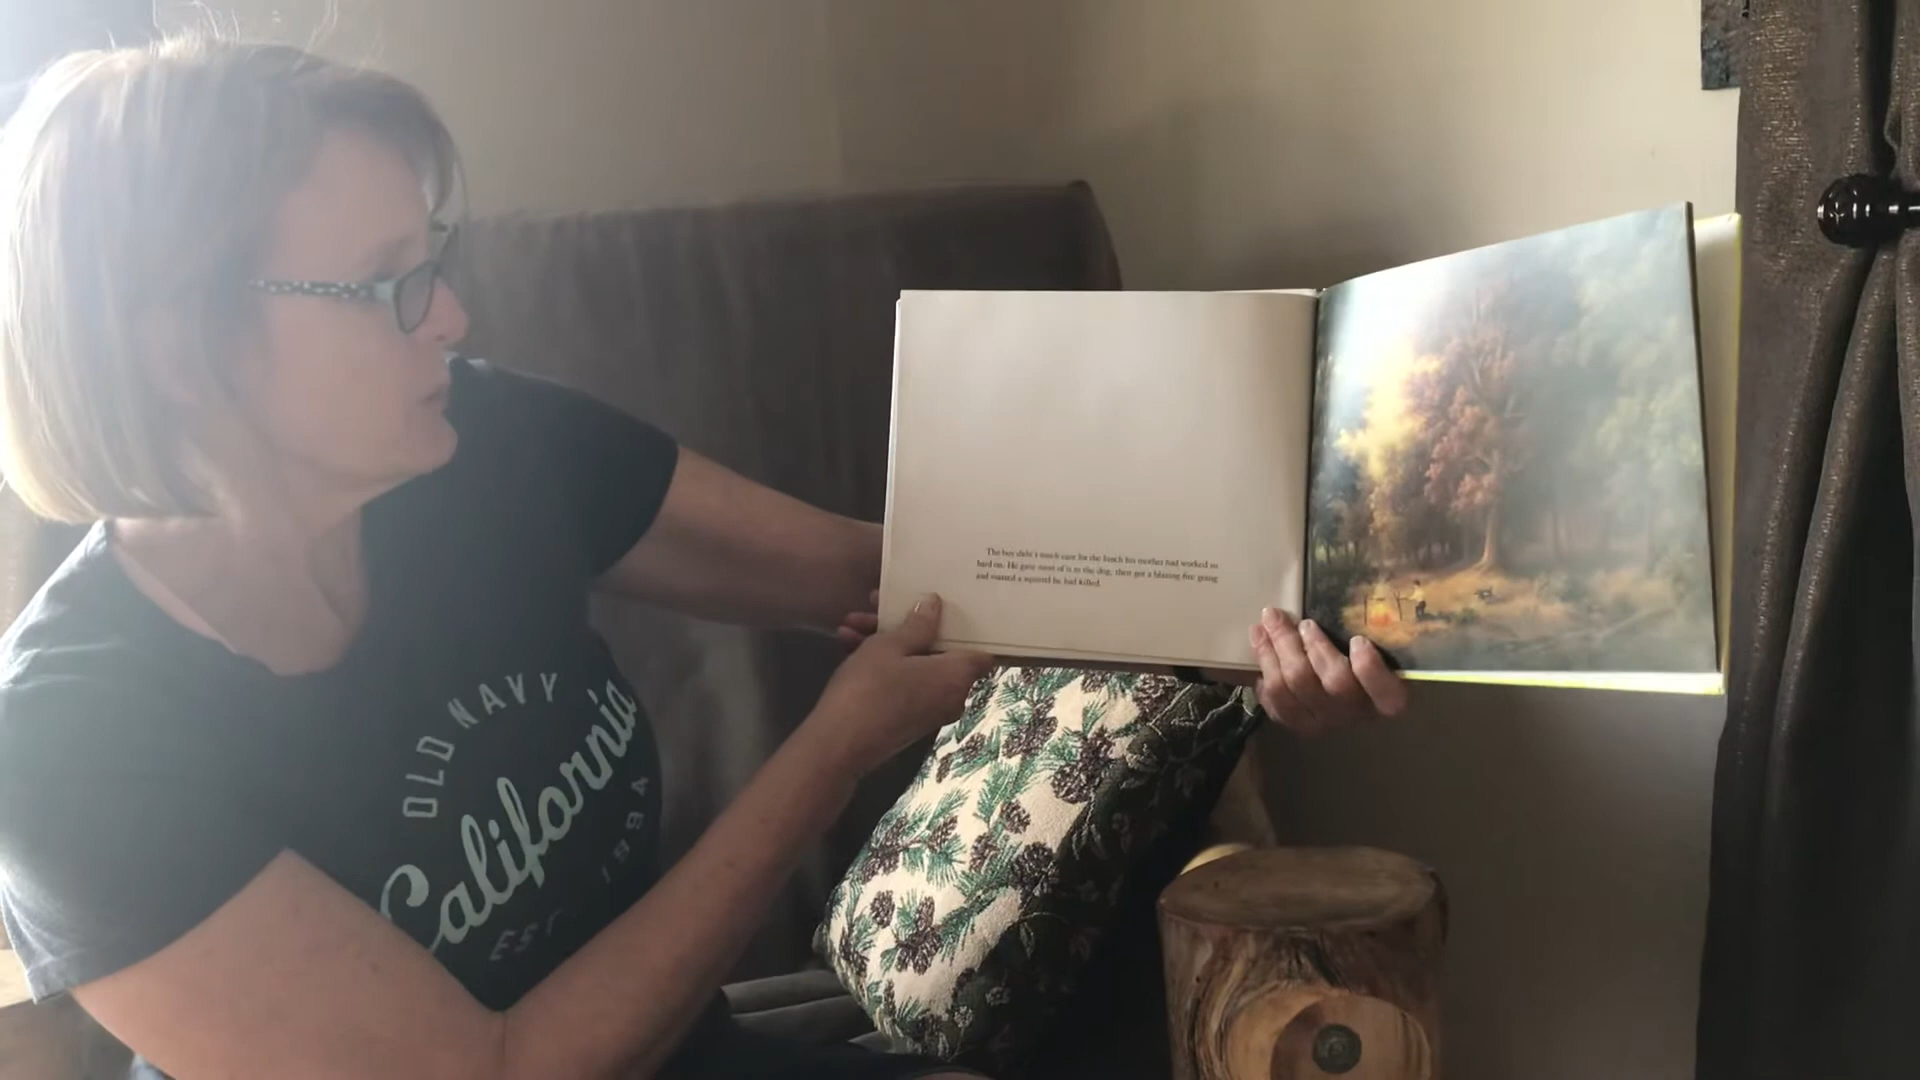 The boy didn't much care for the lunch his mother had worked so
hard on. He gave most of it to the dog, then got a blazing fire going
and roasted a squirrel he had killed.
OLD NAVY
California
EST
1994